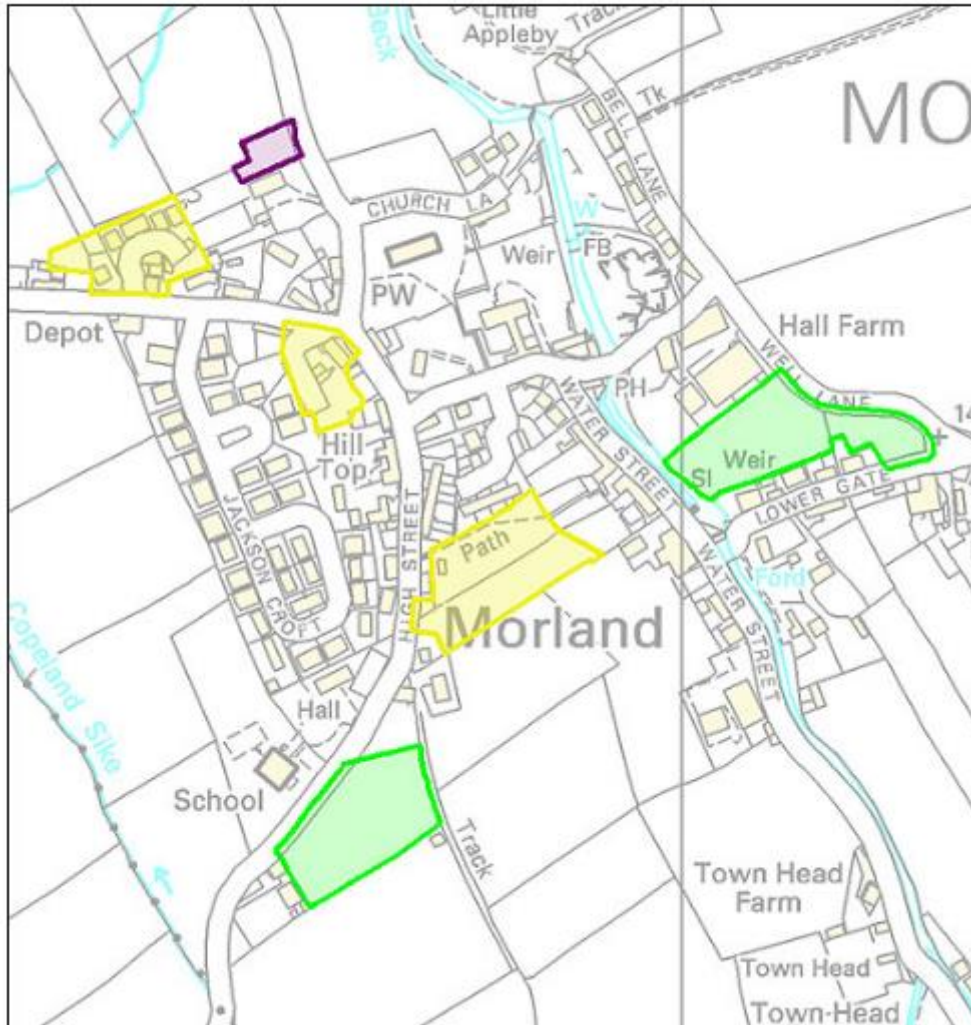 Beck
Little
Appleby
Track
Tk
BELL LANE
MO
CHURCH LA
W
Weir
FB
PW
Depot
Hall Farm
WELL LANE
PH
14
Hill
Top
WATER STREET
Weir
SI
LOWER GATE
JACKSON CROFT
HIGH STREET
Path
Ford
Morland
WATER STREET
Copeland Sike
Hall
School
Track
Town Head
Farm
Town Head
Town-Head